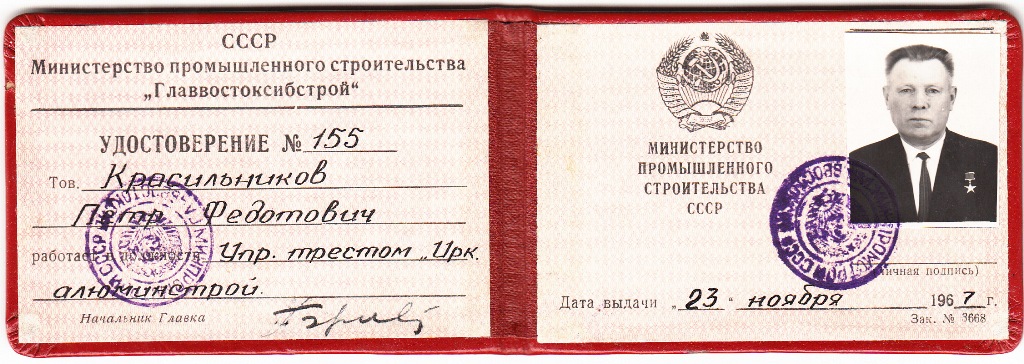 СССР
Министерство промышленного строительства
„Главвостоксибстрой“
УДОСТОВЕРЕНИЕ № 155
Тов. Красильников
Петр Федотович
работает в должности Упр. трестом „Ирк.
алюминстрой.
Начальник Главка
МИНИСТЕРСТВО
ПРОМЫШЛЕННОГО
СТРОИТЕЛЬСТВА
СССР
(личная подпись)
Дата выдачи „23“ ноября 1967 г.
Зак. № 3668